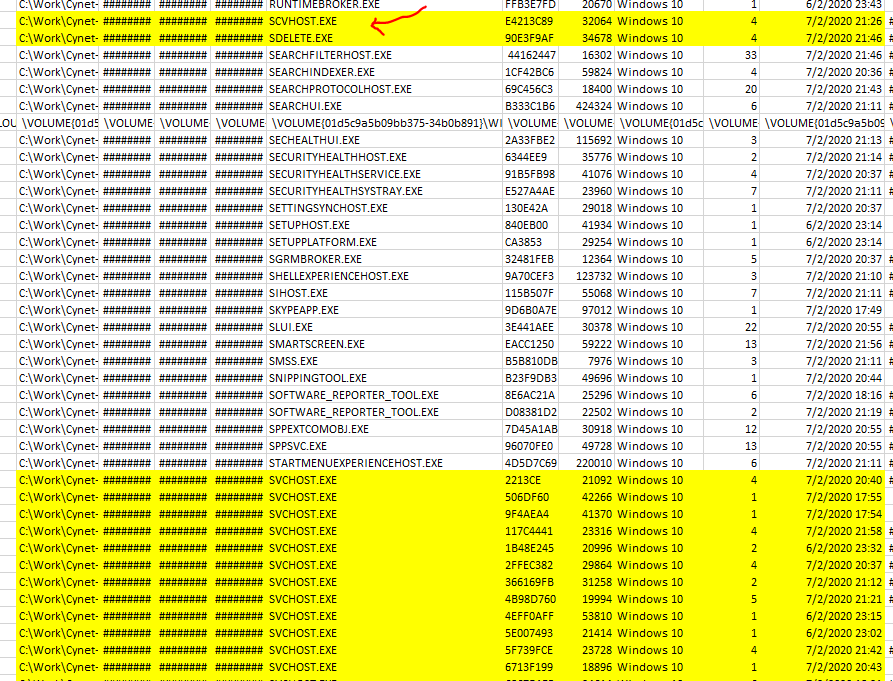 RUNTIMEBROKER.EXE FFB3E7FD 20670 Windows 10 1 6/2/2020 23:43
C:\Work\Cynet- ######## ######## ######## SCVHOST.EXE E4213C89 32064 Windows 10 4 7/2/2020 21:26 #
C:\Work\Cynet- ######## ######## ######## SDELETE.EXE 90E3F9AF 34678 Windows 10 4 7/2/2020 21:46 #
C:\Work\Cynet- ######## ######## ######## SEARCHFILTERHOST.EXE 44162447 16302 Windows 10 33 7/2/2020 21:46 #
C:\Work\Cynet- ######## ######## ######## SEARCHINDEXER.EXE 1CF42BC6 59824 Windows 10 4 7/2/2020 20:36 #
C:\Work\Cynet- ######## ######## ######## SEARCHPROTOCOLHOST.EXE 69C456C3 18400 Windows 10 20 7/2/2020 21:43 #
C:\Work\Cynet- ######## ######## ######## SEARCHUI.EXE B333C1B6 424324 Windows 10 6 7/2/2020 21:11 #
LOU \VOLUME{01d5 \VOLUME \VOLUME \VOLUME \VOLUME{01d5c9a5b09bb375-34b0b891}\WI \VOLUME \VOLUME \VOLUME{01d5c \VOLUME \VOLUME{01d5c9a5b09
C:\Work\Cynet- ######## ######## ######## SECHEALTHUI.EXE 2A33FBE2 115692 Windows 10 3 7/2/2020 21:13 #
C:\Work\Cynet- ######## ######## ######## SECURITYHEALTHHOST.EXE 6344EE9 35776 Windows 10 2 7/2/2020 21:14 #
C:\Work\Cynet- ######## ######## ######## SECURITYHEALTHSERVICE.EXE 91B5FB98 41076 Windows 10 4 7/2/2020 20:37 #
C:\Work\Cynet- ######## ######## ######## SECURITYHEALTHSYSTRAY.EXE E527A4AE 23960 Windows 10 7 7/2/2020 21:11 #
C:\Work\Cynet- ######## ######## ######## SETTINGSYNCHOST.EXE 130E42A 29018 Windows 10 1 7/2/2020 20:37
C:\Work\Cynet- ######## ######## ######## SETUPHOST.EXE 840EB00 41934 Windows 10 1 6/2/2020 23:14
C:\Work\Cynet- ######## ######## ######## SETUPPLATFORM.EXE CA3853 29254 Windows 10 1 6/2/2020 23:14
C:\Work\Cynet- ######## ######## ######## SGRMBROKER.EXE 32481FEB 12364 Windows 10 5 7/2/2020 20:37 #
C:\Work\Cynet- ######## ######## ######## SHELLEXPERIENCEHOST.EXE 9A70CEF3 123732 Windows 10 3 7/2/2020 21:10 #
C:\Work\Cynet- ######## ######## ######## SIHOST.EXE 115B507F 55068 Windows 10 7 7/2/2020 21:11 #
C:\Work\Cynet- ######## ######## ######## SKYPEAPP.EXE 9D6B0A7E 97012 Windows 10 1 7/2/2020 17:49
C:\Work\Cynet- ######## ######## ######## SLUI.EXE 3E441AEE 30378 Windows 10 22 7/2/2020 20:55 #
C:\Work\Cynet- ######## ######## ######## SMARTSCREEN.EXE EACC1250 59222 Windows 10 13 7/2/2020 21:56 #
C:\Work\Cynet- ######## ######## ######## SMSS.EXE B5B810DB 7976 Windows 10 3 7/2/2020 21:11 #
C:\Work\Cynet- ######## ######## ######## SNIPPINGTOOL.EXE B23F9DB3 49696 Windows 10 1 7/2/2020 20:44
C:\Work\Cynet- ######## ######## ######## SOFTWARE_REPORTER_TOOL.EXE 8E6AC21A 25296 Windows 10 6 7/2/2020 18:16 #
C:\Work\Cynet- ######## ######## ######## SOFTWARE_REPORTER_TOOL.EXE D08381D2 22502 Windows 10 2 7/2/2020 21:19 #
C:\Work\Cynet- ######## ######## ######## SPPEXTCOMOBJ.EXE 7D45A1AB 30918 Windows 10 12 7/2/2020 20:55 #
C:\Work\Cynet- ######## ######## ######## SPPSVC.EXE 96070FE0 49728 Windows 10 13 7/2/2020 20:55 #
C:\Work\Cynet- ######## ######## ######## STARTMENUEXPERIENCEHOST.EXE 4D5D7C69 220010 Windows 10 6 7/2/2020 21:11 #
C:\Work\Cynet- ######## ######## ######## SVCHOST.EXE 2213CE 21092 Windows 10 4 7/2/2020 20:40 #
C:\Work\Cynet- ######## ######## ######## SVCHOST.EXE 506DF60 42266 Windows 10 1 7/2/2020 17:55
C:\Work\Cynet- ######## ######## ######## SVCHOST.EXE 9F4AEA4 41370 Windows 10 1 7/2/2020 17:54
C:\Work\Cynet- ######## ######## ######## SVCHOST.EXE 117C4441 23316 Windows 10 4 7/2/2020 21:58 #
C:\Work\Cynet- ######## ######## ######## SVCHOST.EXE 1B48E245 20996 Windows 10 2 6/2/2020 23:32 #
C:\Work\Cynet- ######## ######## ######## SVCHOST.EXE 2FFEC382 29864 Windows 10 4 7/2/2020 20:37 #
C:\Work\Cynet- ######## ######## ######## SVCHOST.EXE 366169FB 31258 Windows 10 2 7/2/2020 21:12 #
C:\Work\Cynet- ######## ######## ######## SVCHOST.EXE 4B98D760 19994 Windows 10 5 7/2/2020 21:21 #
C:\Work\Cynet- ######## ######## ######## SVCHOST.EXE 4EFF0AFF 53810 Windows 10 1 6/2/2020 23:15
C:\Work\Cynet- ######## ######## ######## SVCHOST.EXE 5E007493 21414 Windows 10 1 6/2/2020 23:02
C:\Work\Cynet- ######## ######## ######## SVCHOST.EXE 5F739FCE 23728 Windows 10 4 7/2/2020 21:42 #
C:\Work\Cynet- ######## ######## ######## SVCHOST.EXE 6713F199 18896 Windows 10 1 7/2/2020 20:43